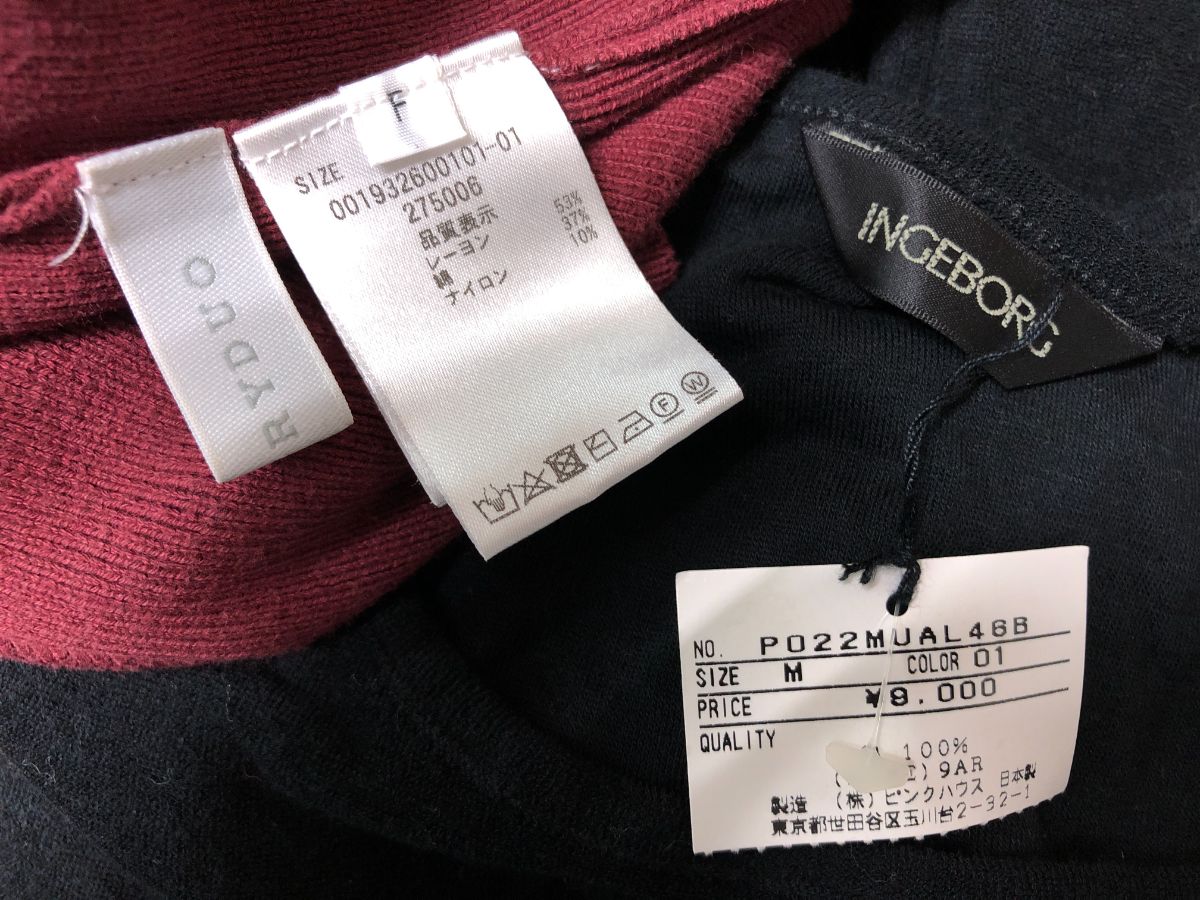 RYDUO
F
SIZE
001932600101-01
275006
品質表示
レーヨン 53%
綿 37%
ナイロン 10%
F
W
INGEBORG
NO. P022MUAL46B
SIZE M COLOR 01
PRICE ¥9.000
QUALITY
100%
) 9AR
製造 (株)ピンクハウス 日本製
東京都世田谷区玉川台2-32-1